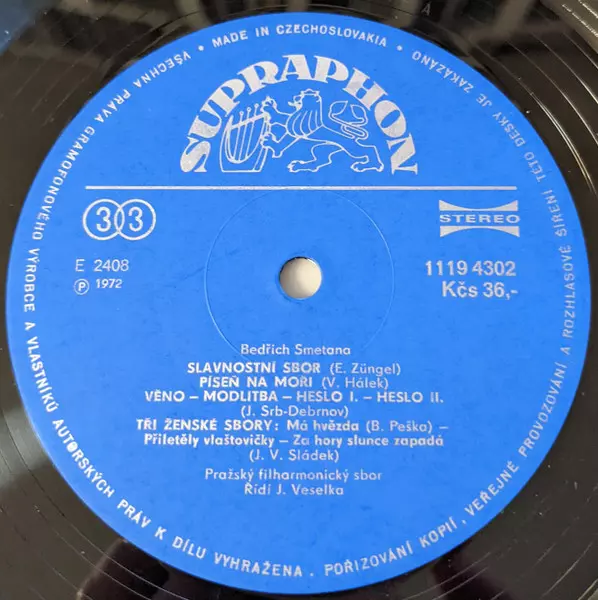 A
VŠECHNA PRÁVA GRAMOFONOVÉHO VÝROBCE A VLASTNÍKŮ AUTORSKÝCH PRÁV K DÍLU VYHRAŽENA. POŘIZOVÁNÍ KOPIÍ, VEŘEJNÉ PROVOZOVÁNÍ A ROZHLASOVÉ ŠÍŘENÍ TÉTO DESKY JE ZAKÁZÁNO
• MADE IN CZECHOSLOVAKIA •
SUPRAPHON
33
STEREO
E 2408
1119 4302
Ⓟ 1972
Kčs 36,-
Bedřich Smetana
SLAVNOSTNÍ SBOR (E. Züngel)
PÍSEŇ NA MOŘI (V. Hálek)
VĚNO – MODLITBA – HESLO I. – HESLO II.
(J. Srb-Debrnov)
TŘI ŽENSKÉ SBORY: Má hvězda (B. Peška) –
Přiletěly vlaštovičky – Za hory slunce zapadá
(J. V. Sládek)
Pražský filharmonický sbor
Řídí J. Veselka